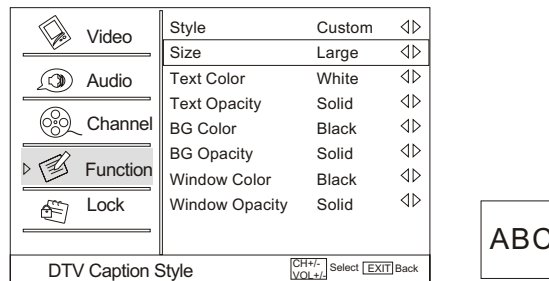 Video
Audio
Channel
Function
Lock
Style Custom
Size Large
Text Color White
Text Opacity Solid
BG Color Black
BG Opacity Solid
Window Color Black
Window Opacity Solid
DTV Caption Style
CH+/-
VOL+/- Select EXIT Back
ABC